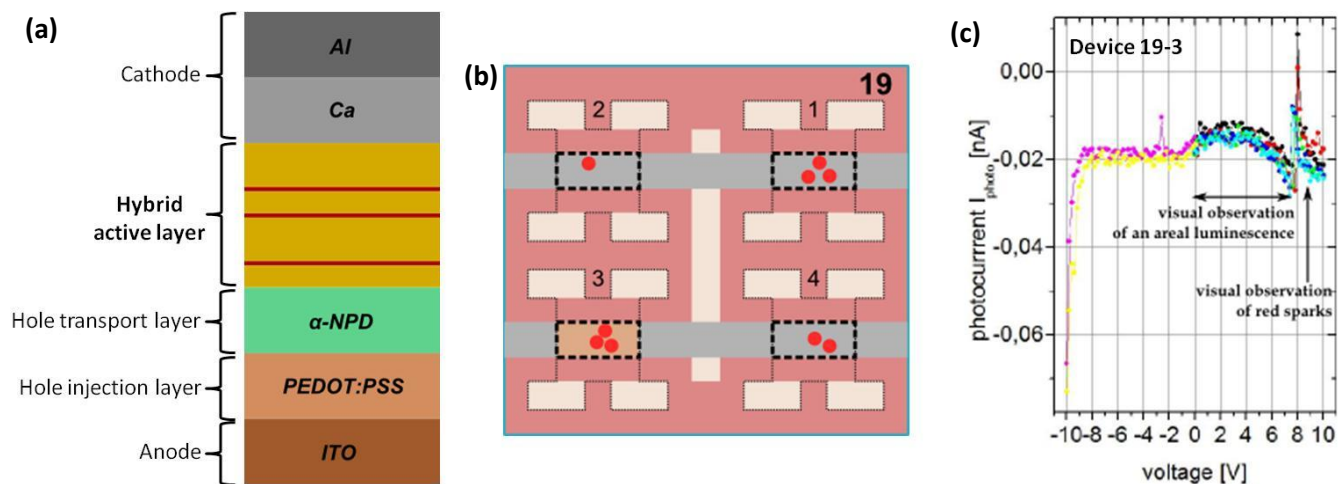 (a)
Cathode
Al
Ca
Hybrid
active layer
Hole transport layer
α-NPD
Hole injection layer
PEDOT:PSS
Anode
ITO
(b)
19
2
1
3
4
(c)
Device 19-3
0,00
-0,02
-0,04
-0,06
photocurrrent I_photo [nA]
visual observation
of an areal luminescence
visual observation
of red sparks
-10 -8 -6 -4 -2 0 2 4 6 8 10
voltage [V]